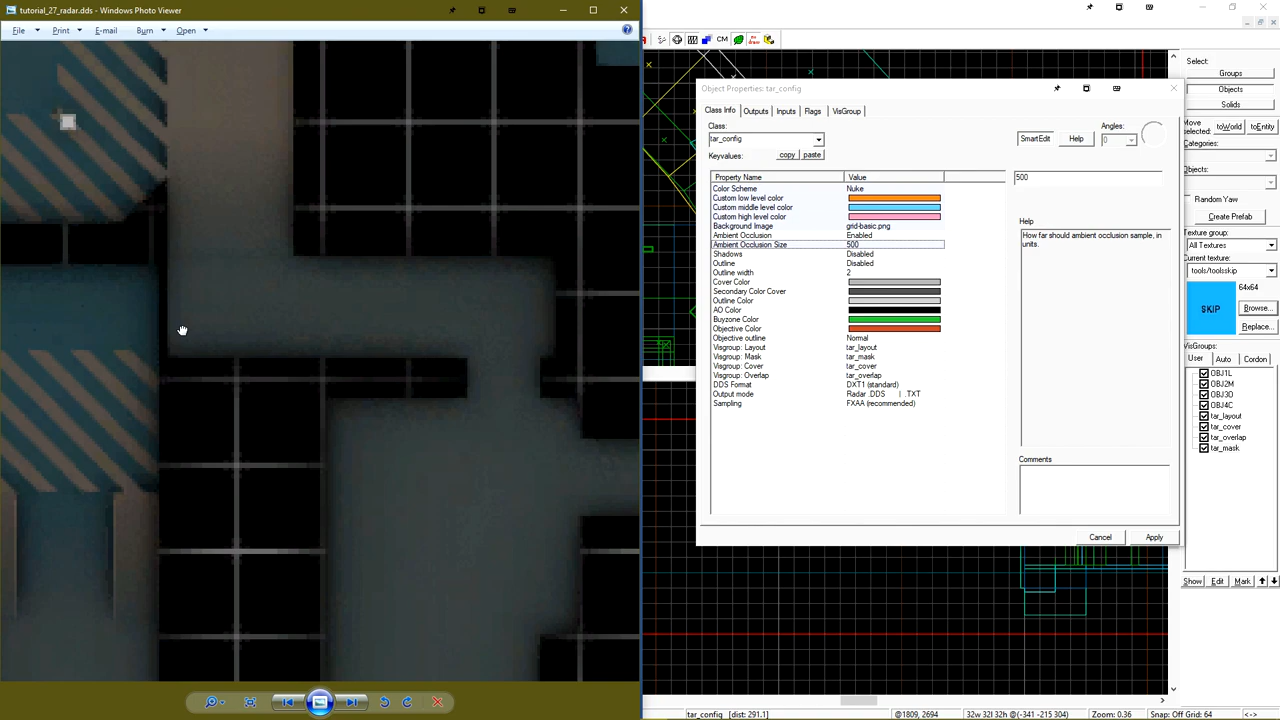 tutorial_27_radar.dds - Windows Photo Viewer
File Print E-mail Burn Open
CM
Object Properties: tar_config
Class Info Outputs Inputs Flags VisGroup
Class:
tar_config
Angles:
0
SmartEdit Help
Keyvalues: copy paste
Property Name Value
500
Color Scheme Nuke
Custom low level color
Custom middle level color
Custom high level color
Background Image grid-basic.png
Ambient Occlusion Enabled
Ambient Occlusion Size 500
Shadows Disabled
Outline Disabled
Outline width 2
Cover Color
Secondary Color Cover
Outline Color
AO Color
Buyzone Color
Objective Color
Objective outline Normal
Visgroup: Layout tar_layout
Visgroup: Mask tar_mask
Visgroup: Cover tar_cover
Visgroup: Overlap tar_overlap
DDS Format DXT1 (standard)
Output mode Radar .DDS | .TXT
Sampling FXAA (recommended)
Help
How far should ambient occlusion sample, in
units.
Comments
Cancel Apply
Select:
Groups
Objects
Solids
Move
selected: toWorld toEntity
Categories:
Objects:
Random Yaw
Create Prefab
Texture group:
All Textures
Current texture:
tools/toolsskip
SKIP
64x64
Browse...
Replace...
VisGroups:
User Auto Cordon
OBJ1L
OBJ2M
OBJ3D
OBJ4C
tar_layout
tar_cover
tar_overlap
tar_mask
Show Edit Mark
tar_config [dist: 291.1] @1809, 2694 32w 32l 32h @(-341 -215 304) Zoom: 0.36 Snap: Off Grid: 64 <->